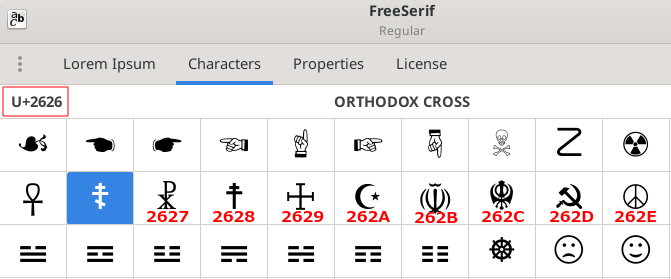 FreeSerif
Regular
Lorem Ipsum Characters Properties License
U+2626 ORTHODOX CROSS
☙ ☚ ☛ ☜ ☝ ☞ ☟ ☠ ☡ ☢
☥ ☦ ☧ ☨ ☩ ☪ ☫ ☬ ☭ ☮
2627 2628 2629 262A 262B 262C 262D 262E
☱ ☲ ☳ ☴ ☵ ☶ ☷ ☸ ☹ ☺